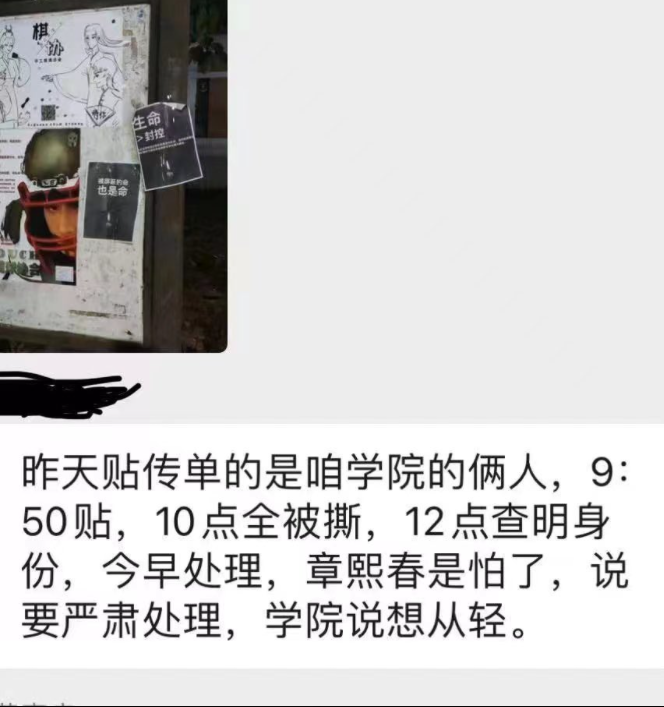 棋
协
生命
>封控
也是命
昨天贴传单的是咱学院的俩人，9:
50贴，10点全被撕，12点查明身
份，今早处理，章熙春是怕了，说
要严肃处理，学院说想从轻。